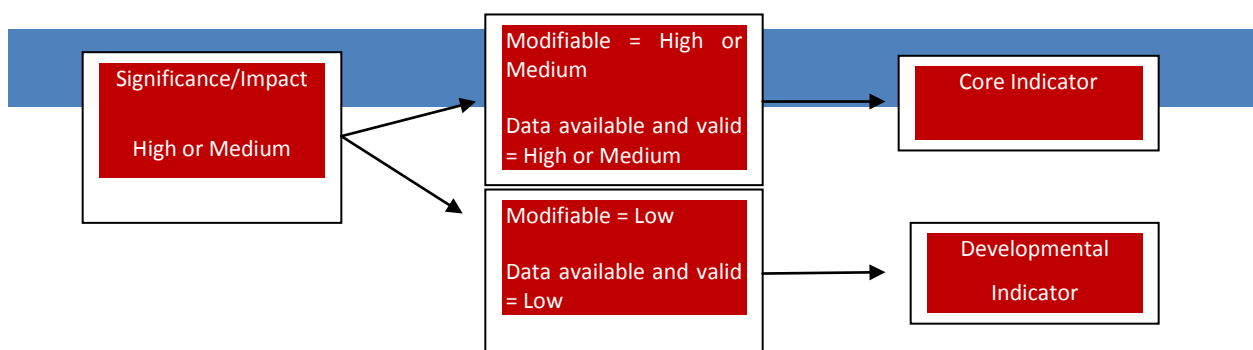 Significance/Impact
High or Medium
Modifiable = High or
Medium
Data available and valid
= High or Medium
Core Indicator
Modifiable = Low
Data available and valid
= Low
Developmental
Indicator